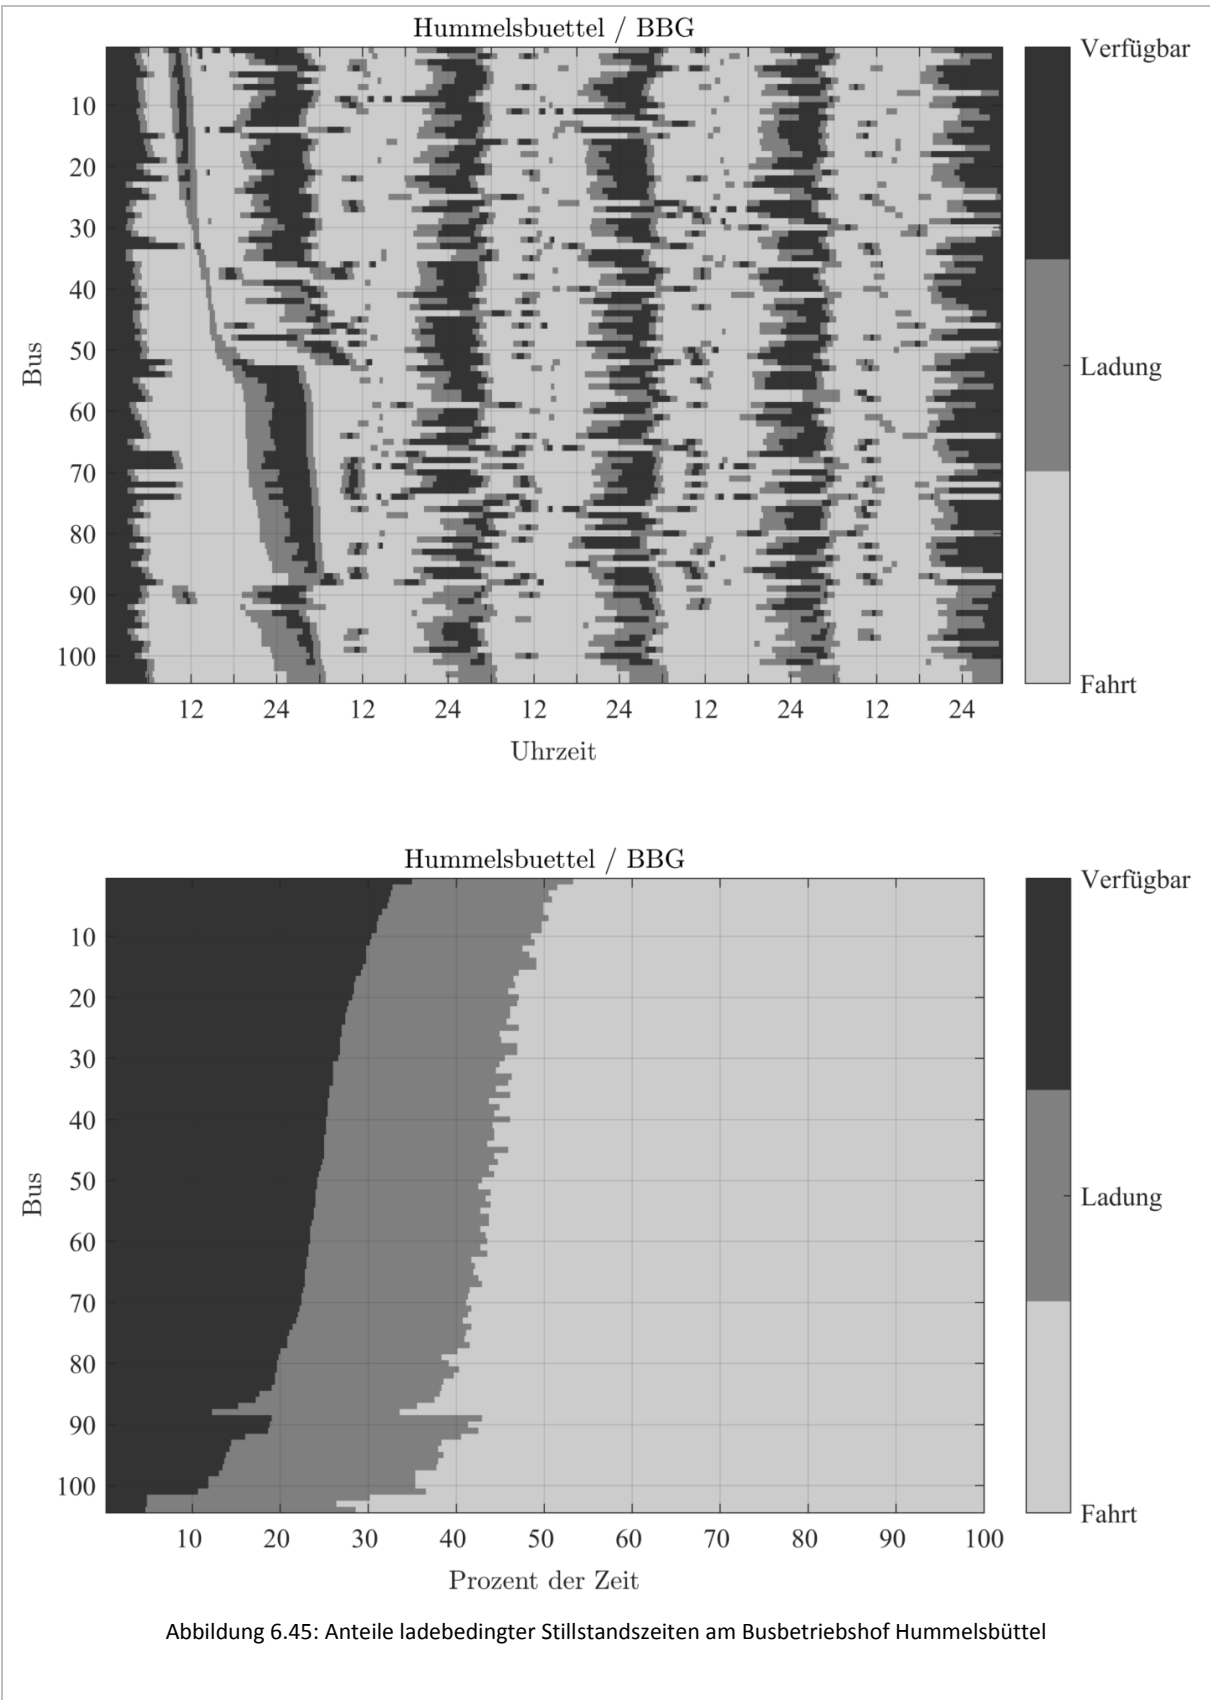 Hummelsbuettel / BBG
Verfügbar
10
20
30
40
50
60
70
80
90
100
Bus
Ladung
Fahrt
12 24 12 24 12 24 12 24 12 24
Uhrzeit
Hummelsbuettel / BBG
Verfügbar
10
20
30
40
50
60
70
80
90
100
Bus
Ladung
Fahrt
10 20 30 40 50 60 70 80 90 100
Prozent der Zeit
Abbildung 6.45: Anteile ladebedingter Stillstandszeiten am Busbetriebshof Hummelsbüttel